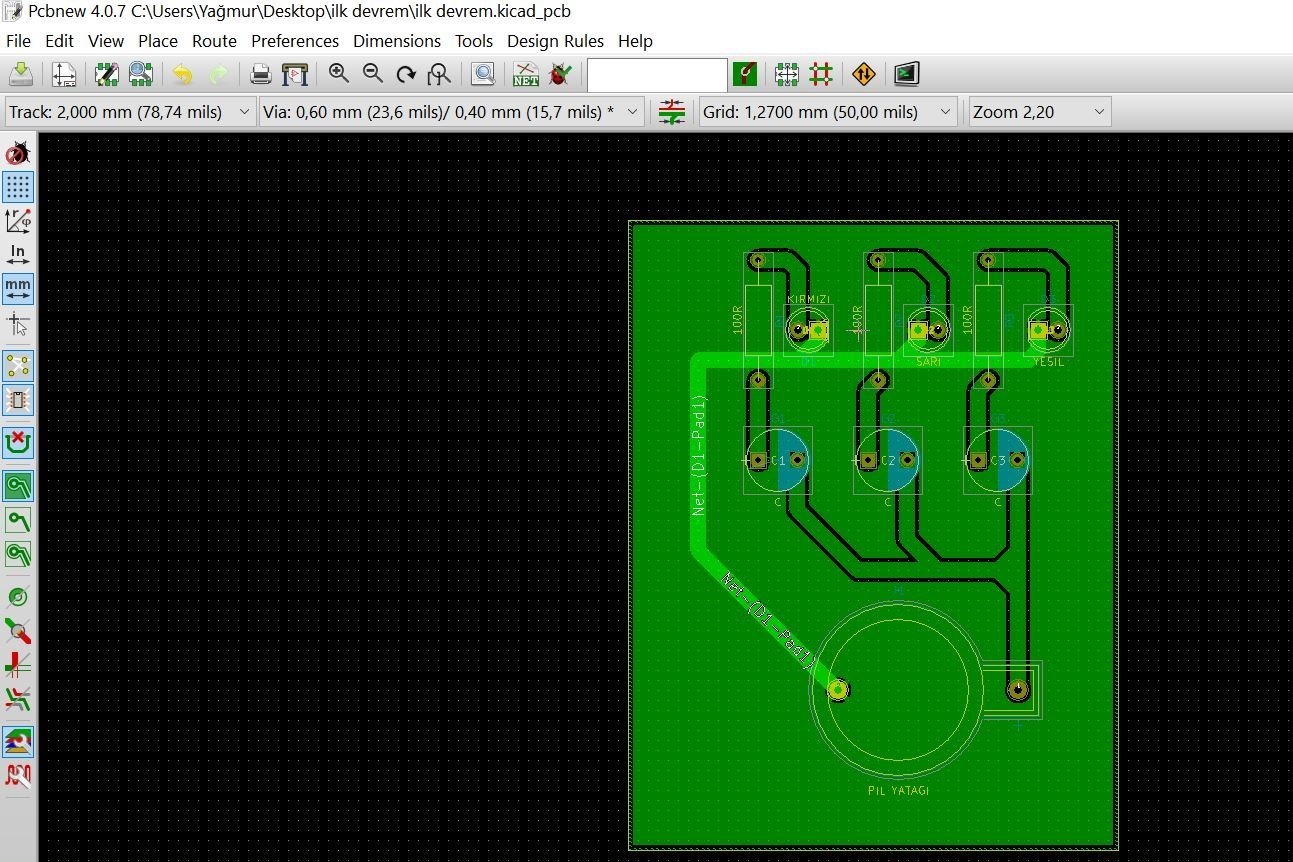 Pcbnew 4.0.7 C:\Users\Yağmur\Desktop\ilk devrem\ilk devrem.kicad_pcb
File Edit View Place Route Preferences Dimensions Tools Design Rules Help
NET
Track: 2,000 mm (78,74 mils) Via: 0,60 mm (23,6 mils)/ 0,40 mm (15,7 mils) * Grid: 1,2700 mm (50,00 mils) Zoom 2,20
In
mm
KIRMIZI
100R
100R
100R
SARI
YESIL
Net-(D1-Pad1)
C1
C2
C3
C
C
C
Net-(D1-Pad1)
PIL YATAGI